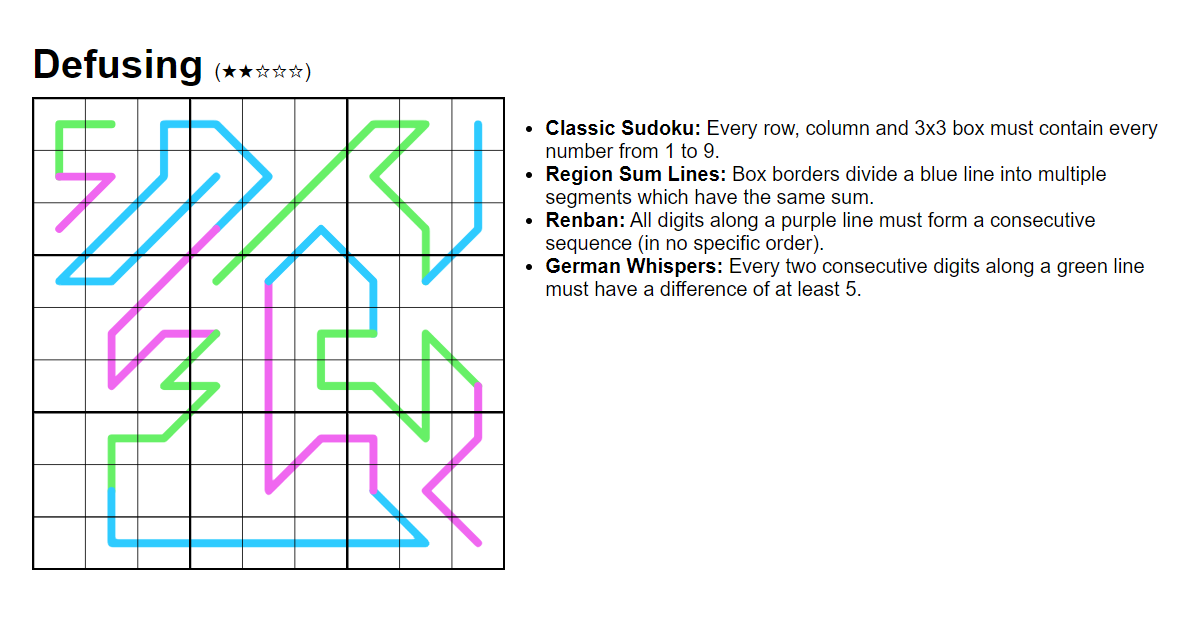 Defusing (★★☆☆☆)
• Classic Sudoku: Every row, column and 3x3 box must contain every
number from 1 to 9.
• Region Sum Lines: Box borders divide a blue line into multiple
segments which have the same sum.
• Renban: All digits along a purple line must form a consecutive
sequence (in no specific order).
• German Whispers: Every two consecutive digits along a green line
must have a difference of at least 5.